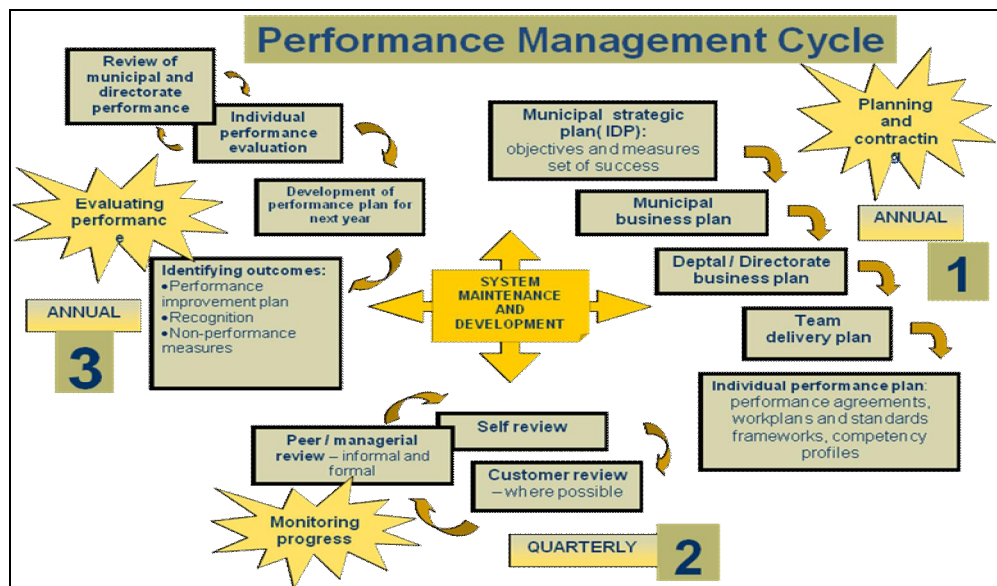 Performance Management Cycle
Review of
municipal and
directorate
performance
Individual
performance
evaluation
Development of
performance plan for
next year
Evaluating
performanc
e
Identifying outcomes:
•Performance
improvement plan
•Recognition
•Non-performance
measures
ANNUAL
3
Municipal strategic
plan( IDP):
objectives and measures
set of success
Municipal
business plan
Deptal / Directorate
business plan
Team
delivery plan
Individual performance plan:
performance agreements,
workplans and standards
frameworks, competency
profiles
Planning
and
contractin
g
ANNUAL
1
SYSTEM
MAINTENANCE
AND
DEVELOPMENT
Self review
Peer / managerial
review – informal and
formal
Customer review
– where possible
Monitoring
progress
QUARTERLY
2